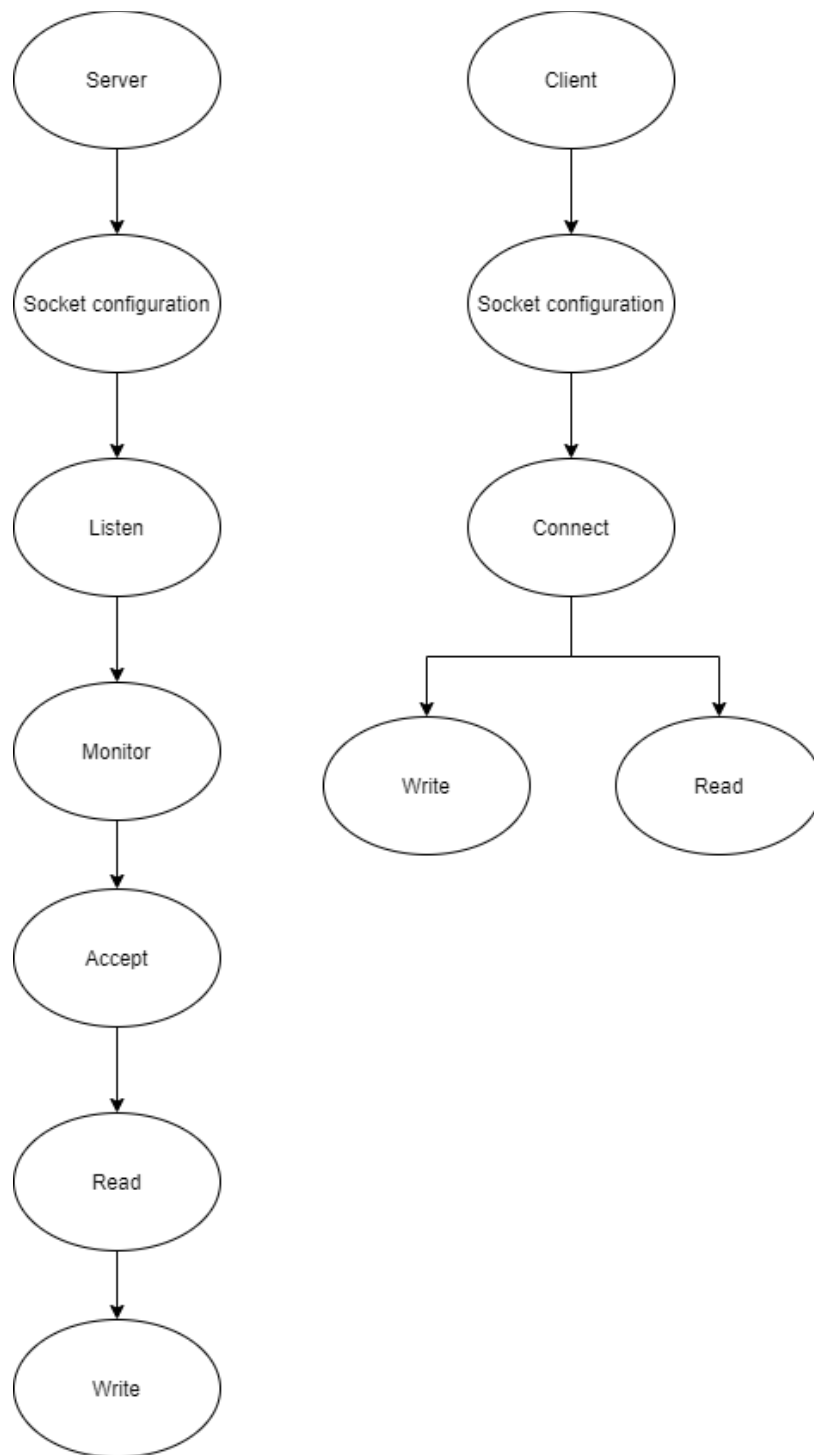 Server
Socket configuration
Listen
Monitor
Accept
Read
Write
Client
Socket configuration
Connect
Write
Read